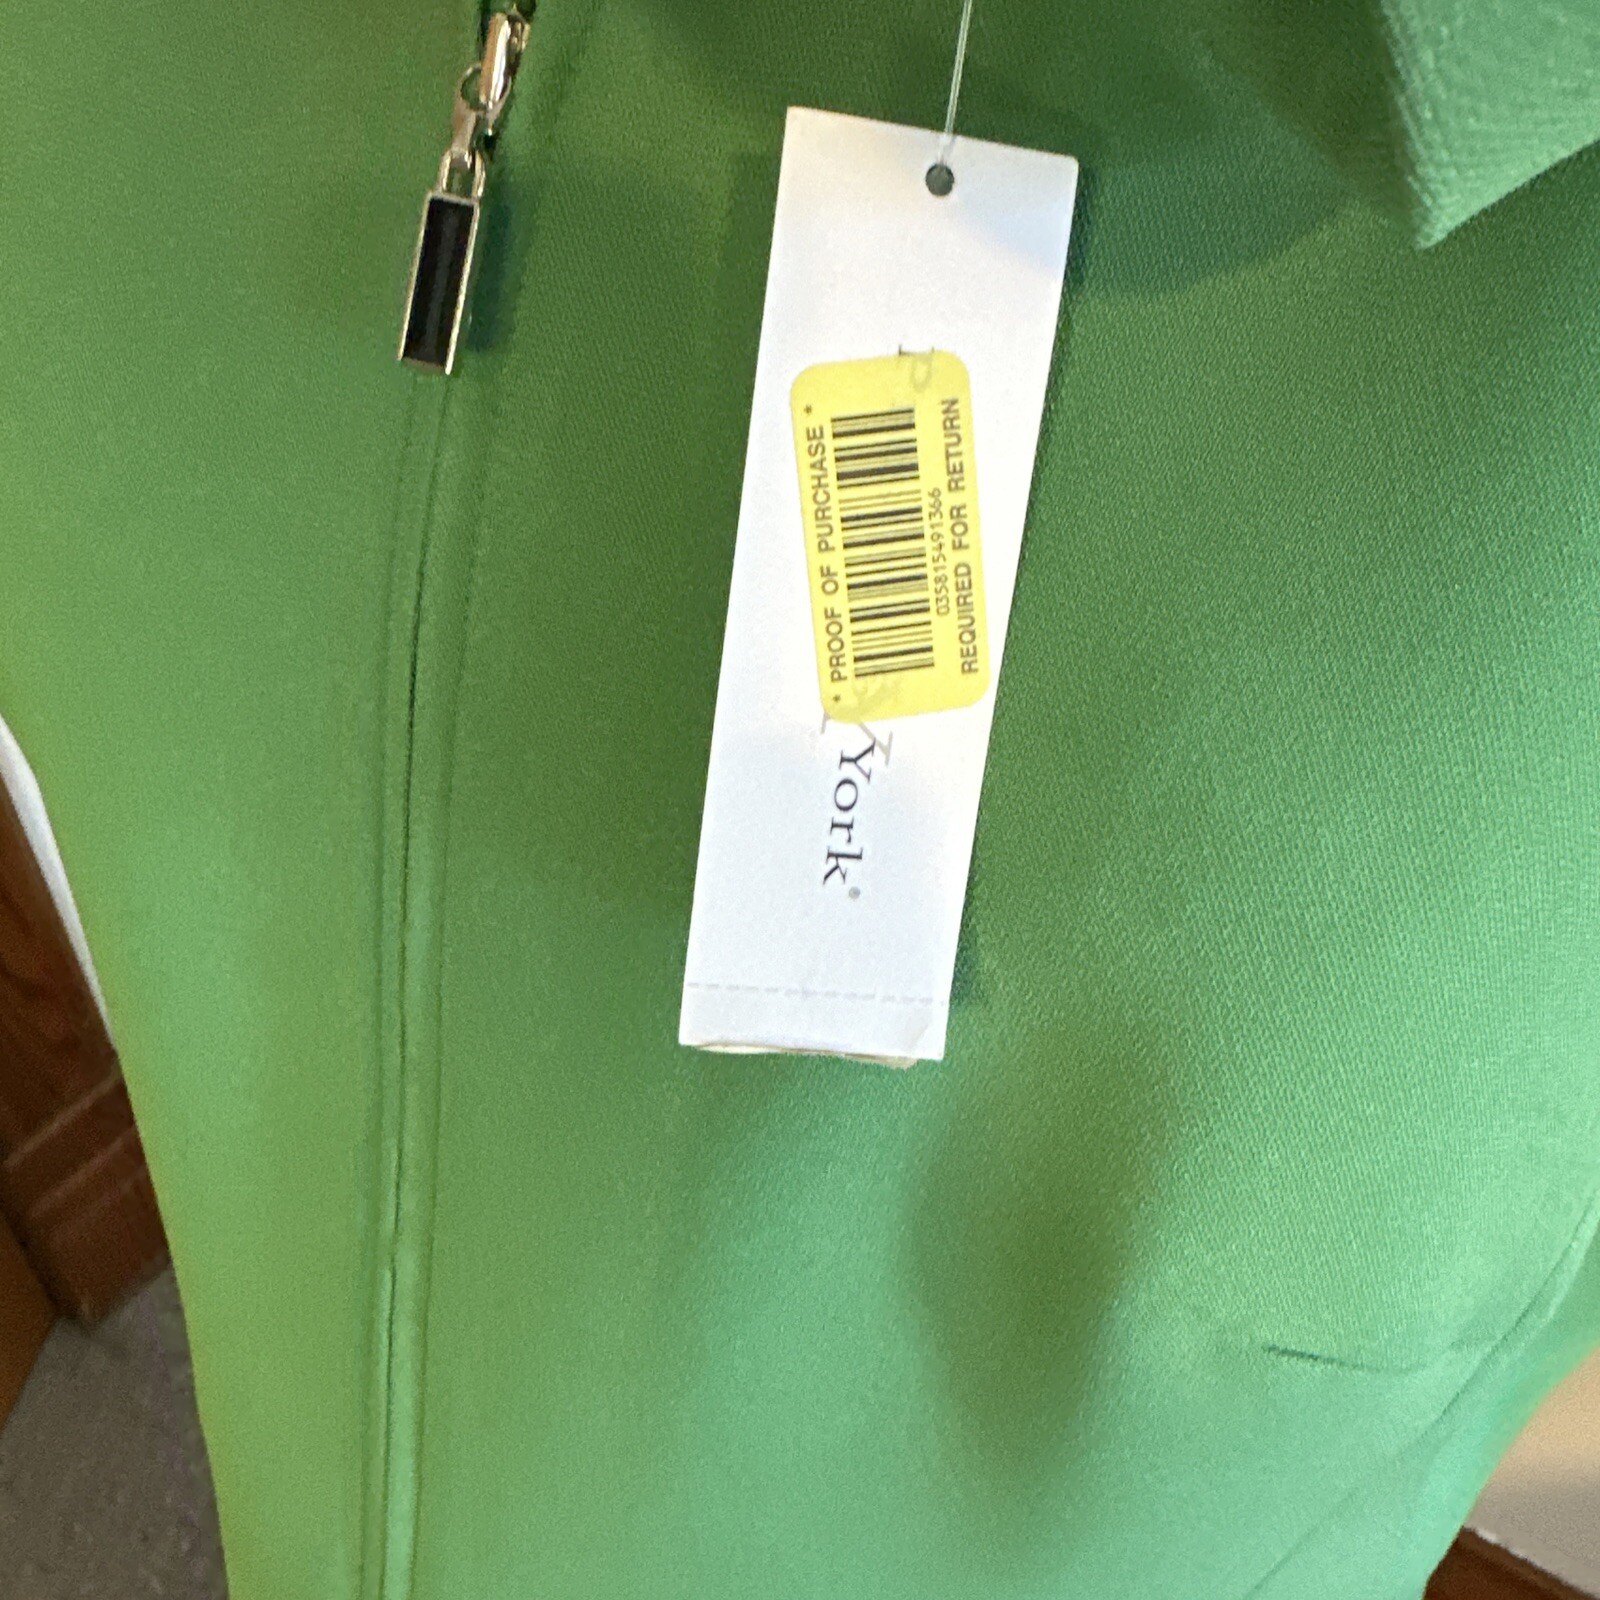 * PROOF OF PURCHASE *
035815491366
REQUIRED FOR RETURN
York®